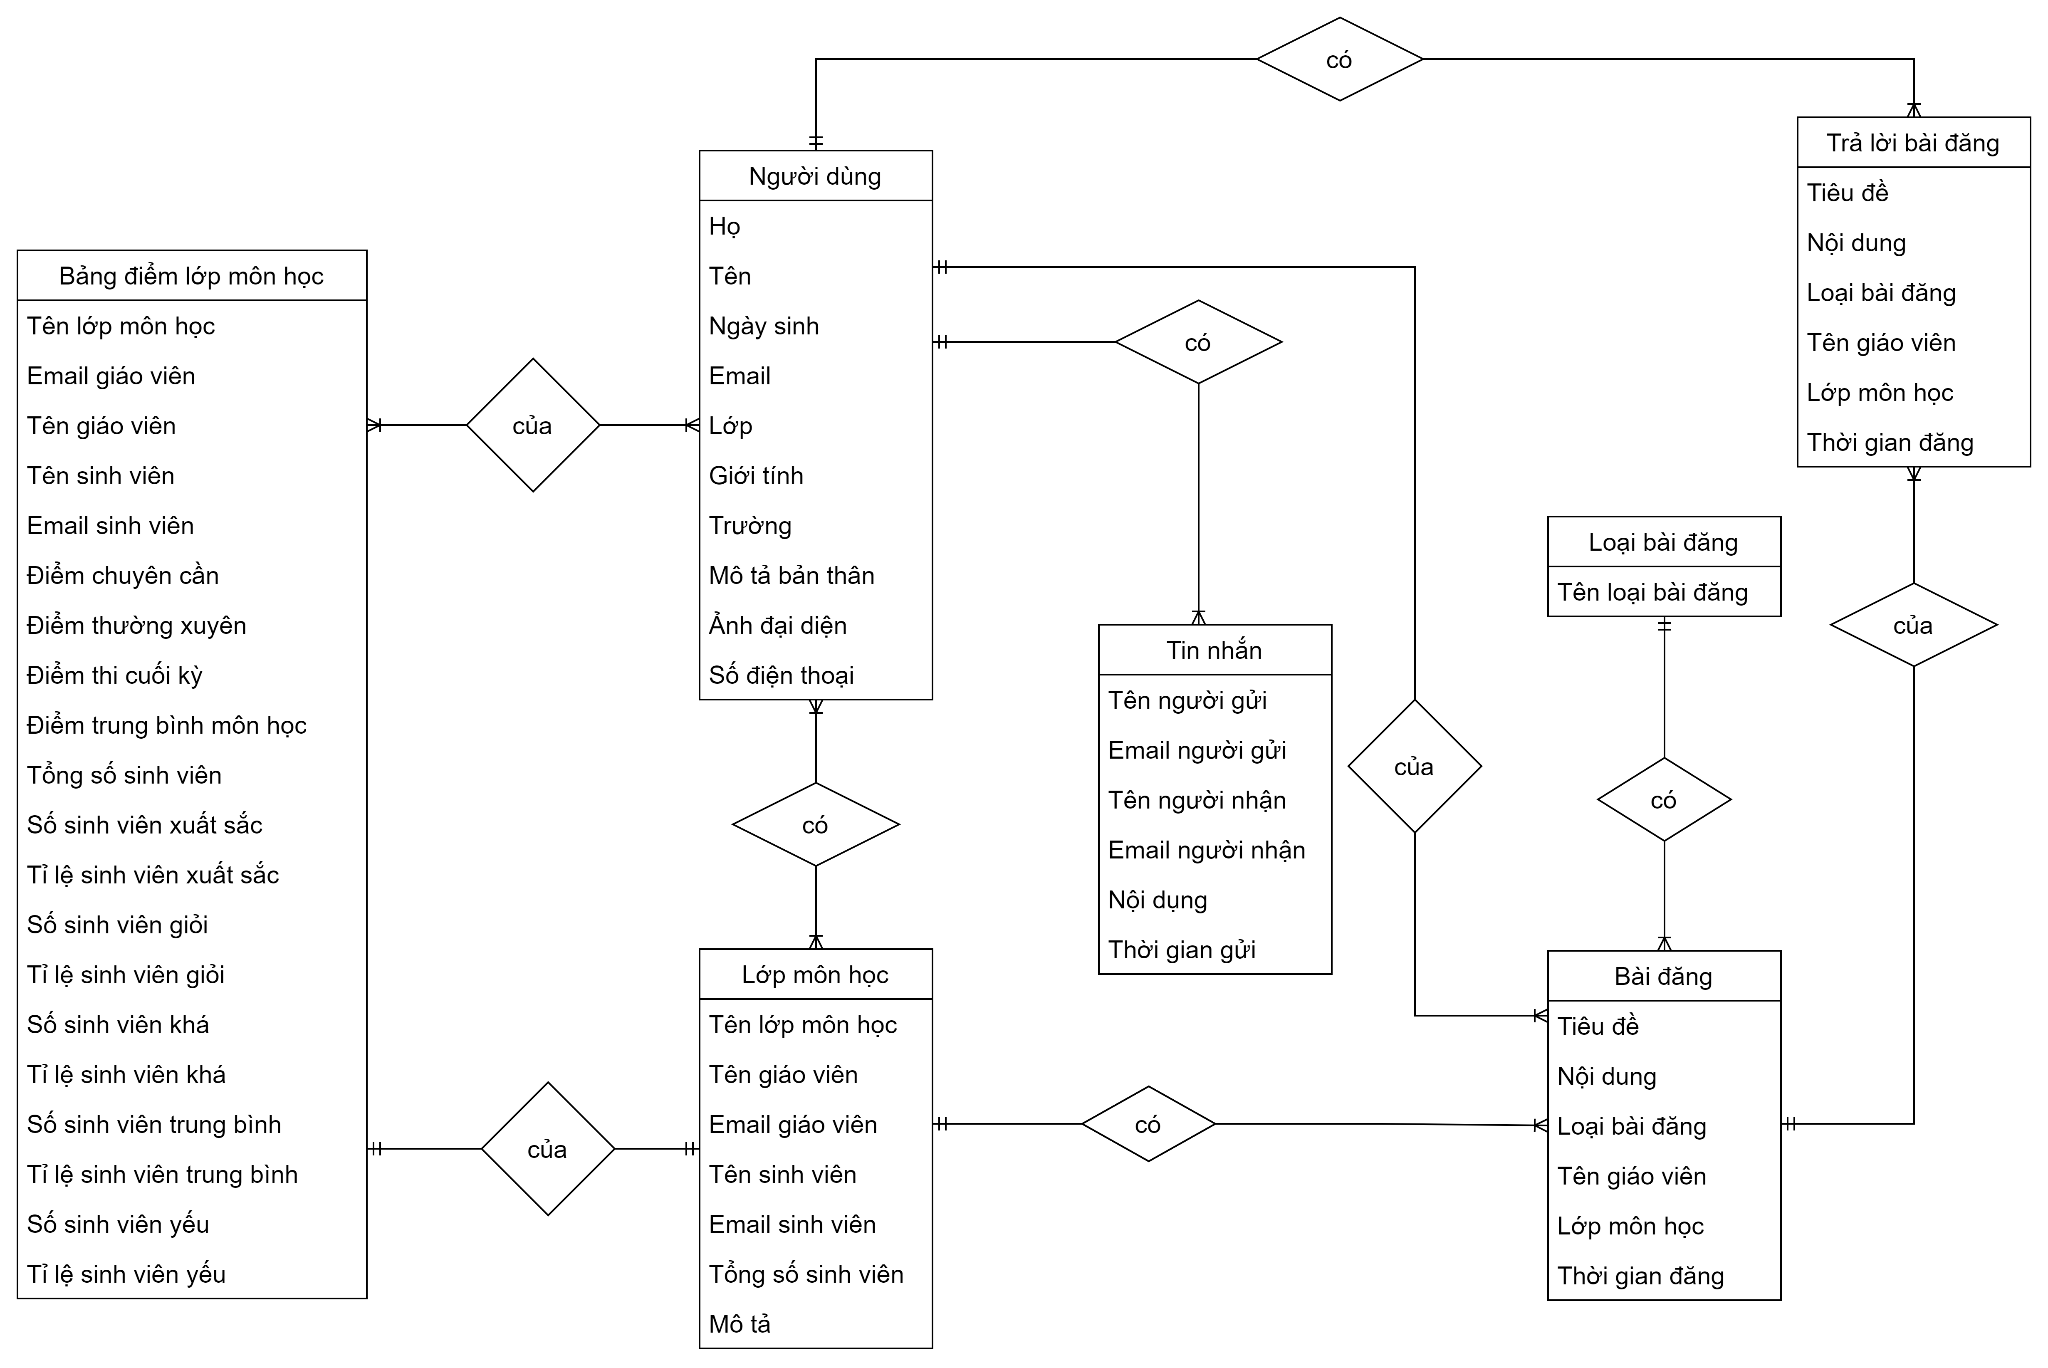 có
Người dùng
Họ
Tên
Ngày sinh
Email
Lớp
Giới tính
Trường
Mô tả bản thân
Ảnh đại diện
Số điện thoại
Trả lời bài đăng
Tiêu đề
Nội dung
Loại bài đăng
Tên giáo viên
Lớp môn học
Thời gian đăng
Bảng điểm lớp môn học
Tên lớp môn học
Email giáo viên
Tên giáo viên
Tên sinh viên
Email sinh viên
Điểm chuyên cần
Điểm thường xuyên
Điểm thi cuối kỳ
Điểm trung bình môn học
Tổng số sinh viên
Số sinh viên xuất sắc
Tỉ lệ sinh viên xuất sắc
Số sinh viên giỏi
Tỉ lệ sinh viên giỏi
Số sinh viên khá
Tỉ lệ sinh viên khá
Số sinh viên trung bình
Tỉ lệ sinh viên trung bình
Số sinh viên yếu
Tỉ lệ sinh viên yếu
của
có
của
có
Loại bài đăng
Tên loại bài đăng
của
Tin nhắn
Tên người gửi
Email người gửi
Tên người nhận
Email người nhận
Nội dụng
Thời gian gửi
có
Lớp môn học
Tên lớp môn học
Tên giáo viên
Email giáo viên
Tên sinh viên
Email sinh viên
Tổng số sinh viên
Mô tả
của
có
Bài đăng
Tiêu đề
Nội dung
Loại bài đăng
Tên giáo viên
Lớp môn học
Thời gian đăng
của
có